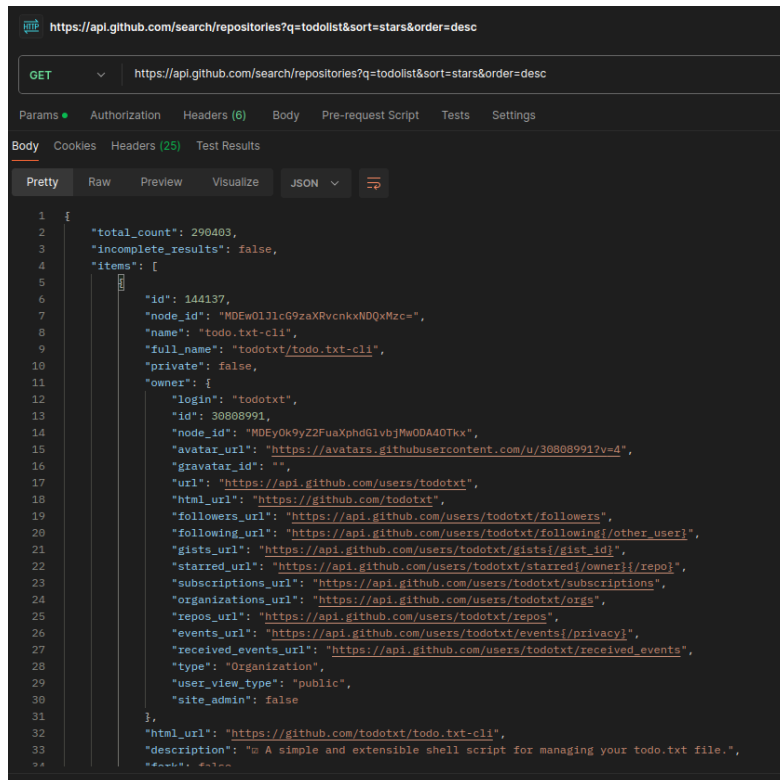 HTTP https://api.github.com/search/repositories?q=todolist&sort=stars&order=desc
GET https://api.github.com/search/repositories?q=todolist&sort=stars&order=desc
Params Authorization Headers (6) Body Pre-request Script Tests Settings
Body Cookies Headers (25) Test Results
Pretty Raw Preview Visualize JSON
1 {
2 "total_count": 290403,
3 "incomplete_results": false,
4 "items": [
5 {
6 "id": 144137,
7 "node_id": "MDEwOlJlcG9zaXRvcnkxNDQxMzc=",
8 "name": "todo.txt-cli",
9 "full_name": "todotxt/todo.txt-cli",
10 "private": false,
11 "owner": {
12 "login": "todotxt",
13 "id": 30808991,
14 "node_id": "MDEyOk9yZ2FuaXphdGlvbjMwODA4OTkx",
15 "avatar_url": "https://avatars.githubusercontent.com/u/30808991?v=4",
16 "gravatar_id": "",
17 "url": "https://api.github.com/users/todotxt",
18 "html_url": "https://github.com/todotxt",
19 "followers_url": "https://api.github.com/users/todotxt/followers",
20 "following_url": "https://api.github.com/users/todotxt/following{/other_user}",
21 "gists_url": "https://api.github.com/users/todotxt/gists{/gist_id}",
22 "starred_url": "https://api.github.com/users/todotxt/starred{/owner}{/repo}",
23 "subscriptions_url": "https://api.github.com/users/todotxt/subscriptions",
24 "organizations_url": "https://api.github.com/users/todotxt/orgs",
25 "repos_url": "https://api.github.com/users/todotxt/repos",
26 "events_url": "https://api.github.com/users/todotxt/events{/privacy}",
27 "received_events_url": "https://api.github.com/users/todotxt/received_events",
28 "type": "Organization",
29 "user_view_type": "public",
30 "site_admin": false
31 },
32 "html_url": "https://github.com/todotxt/todo.txt-cli",
33 "description": "☑ A simple and extensible shell script for managing your todo.txt file.",
34 "fork": false